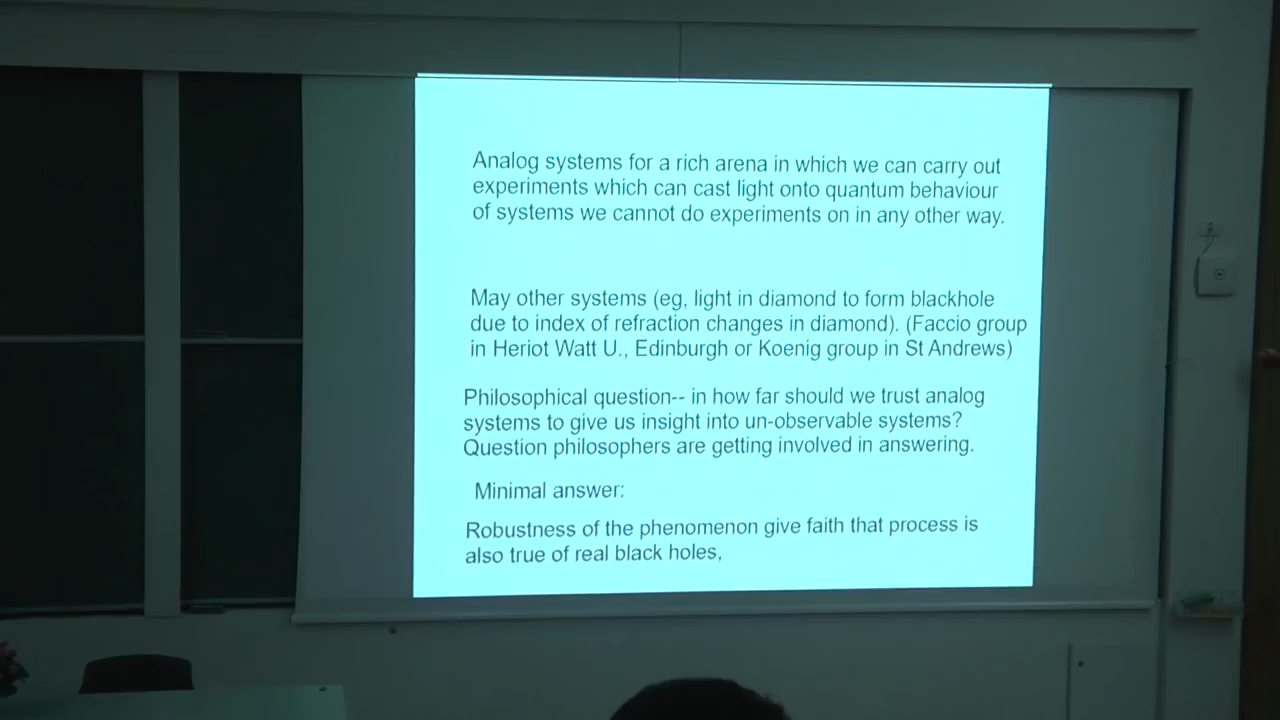 Analog systems for a rich arena in which we can carry out
experiments which can cast light onto quantum behaviour
of systems we cannot do experiments on in any other way.
May other systems (eg, light in diamond to form blackhole
due to index of refraction changes in diamond). (Faccio group
in Heriot Watt U., Edinburgh or Koenig group in St Andrews)
Philosophical question-- in how far should we trust analog
systems to give us insight into un-observable systems?
Question philosophers are getting involved in answering.
Minimal answer:
Robustness of the phenomenon give faith that process is
also true of real black holes,